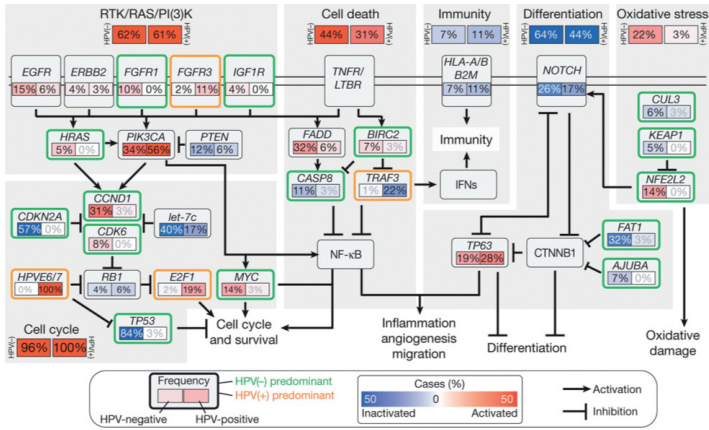 RTK/RAS/PI(3)K
HPV(−) 62% 61% HPV(+)
Cell death
HPV(−) 44% 31% HPV(+)
Immunity
HPV(−) 7% 11% HPV(+)
Differentiation
HPV(−) 64% 44% HPV(+)
Oxidative stress
HPV(−) 22% 3% HPV(+)
EGFR
15% 6%
ERBB2
4% 3%
FGFR1
10% 0%
FGFR3
2% 11%
IGF1R
4% 0%
TNFR/
LTBR
HLA-A/B
B2M
7% 11%
NOTCH
26% 17%
CUL3
6% 3%
KEAP1
5% 0%
NFE2L2
14% 0%
HRAS
5% 0%
PIK3CA
34% 56%
PTEN
12% 6%
FADD
32% 6%
BIRC2
7% 3%
Immunity
CASP8
11% 3%
TRAF3
1% 22%
IFNs
CCND1
31% 3%
CDKN2A
57% 0%
let-7c
40% 17%
CDK6
8% 0%
NF-κB
TP63
19% 28%
CTNNB1
FAT1
32% 3%
AJUBA
7% 0%
HPVE6/7
0% 100%
RB1
4% 6%
E2F1
2% 19%
MYC
14% 3%
TP53
84% 3%
Cell cycle
HPV(−) 96% 100% HPV(+)
Cell cycle
and survival
Inflammation
angiogenesis
migration
Differentiation
Oxidative
damage
Frequency
HPV-negative
HPV-positive
HPV(−) predominant
HPV(+) predominant
Cases (%)
50 0 50
Inactivated Activated
Activation
Inhibition